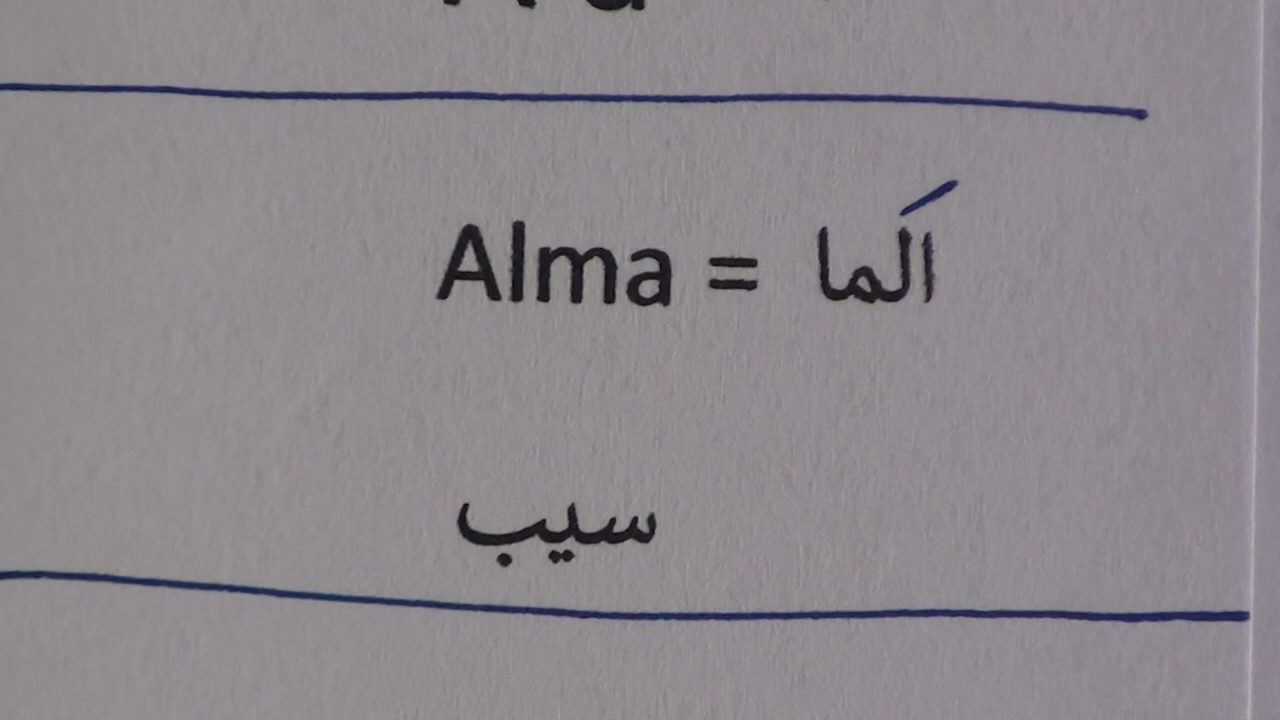 Alma = اَلما
سیب